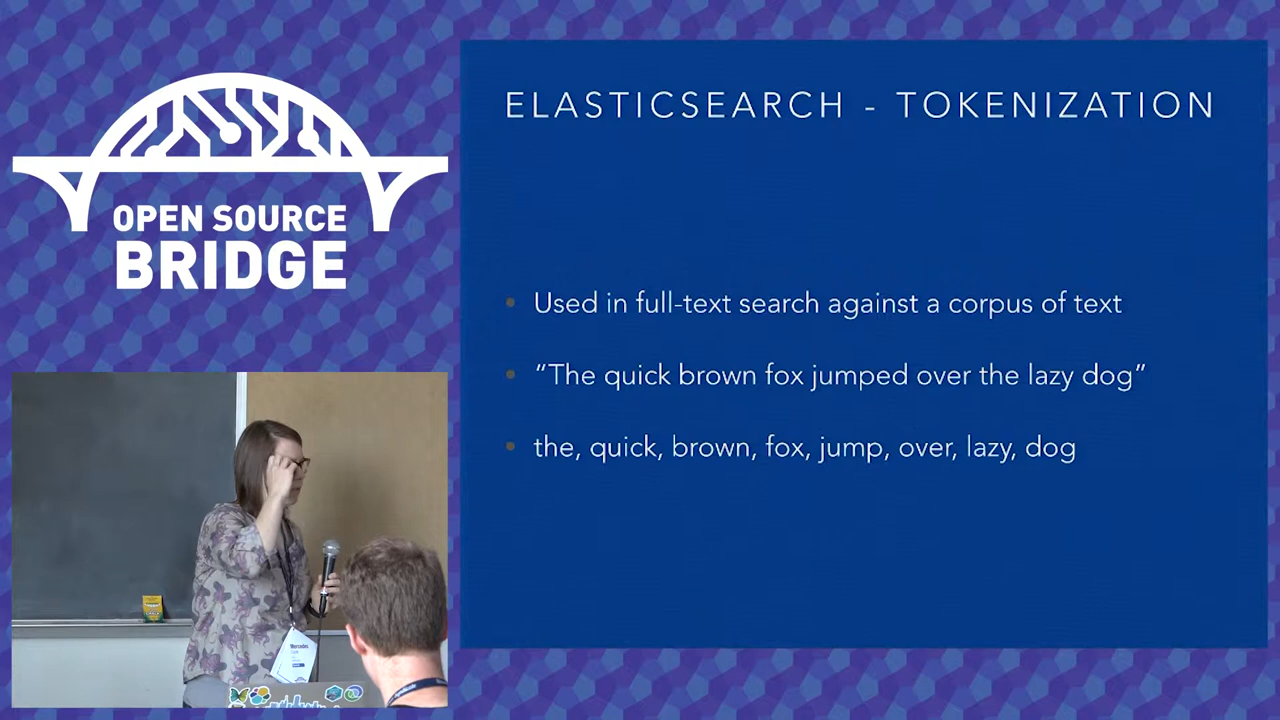 OPEN SOURCE
BRIDGE
ELASTICSEARCH - TOKENIZATION
• Used in full-text search against a corpus of text
• “The quick brown fox jumped over the lazy dog”
• the, quick, brown, fox, jump, over, lazy, dog
Mercedes